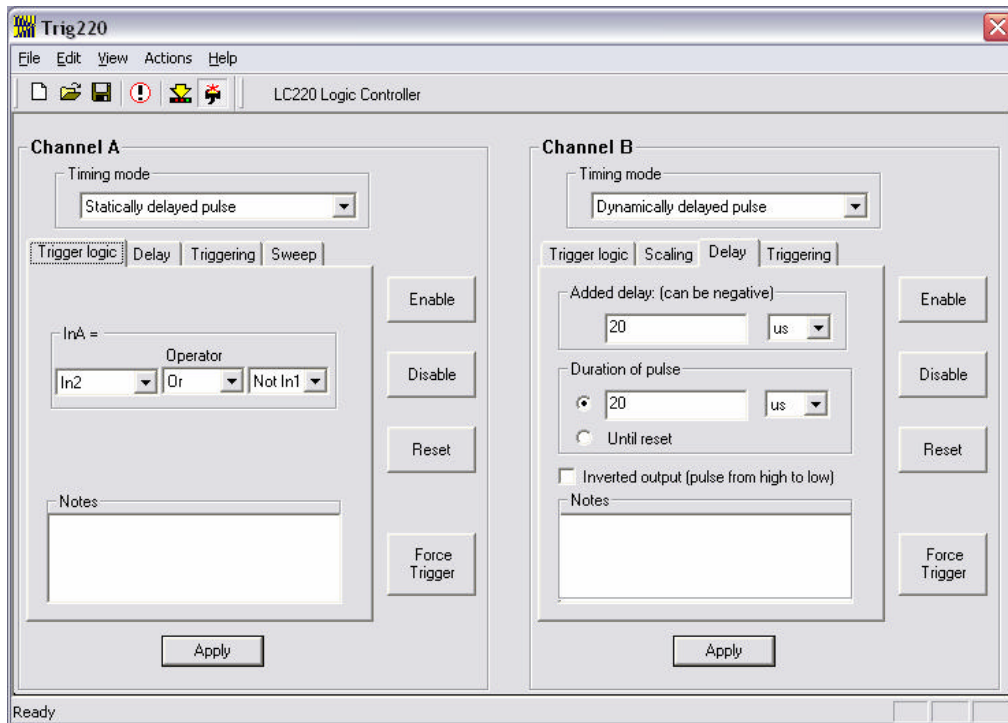 Trig220
File Edit View Actions Help
LC220 Logic Controller
Channel A
Timing mode
Statically delayed pulse
Trigger logic Delay Triggering Sweep
InA =
Operator
In2 Or Not In1
Notes
Enable
Disable
Reset
Force
Trigger
Apply
Channel B
Timing mode
Dynamically delayed pulse
Trigger logic Scaling Delay Triggering
Added delay: (can be negative)
20 us
Duration of pulse
20 us
Until reset
Inverted output (pulse from high to low)
Notes
Enable
Disable
Reset
Force
Trigger
Apply
Ready